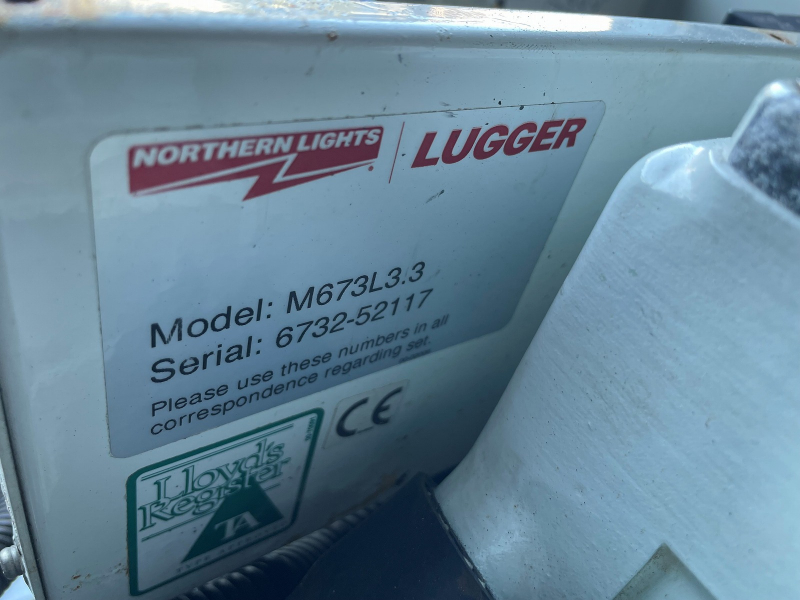 NORTHERN LIGHTS
LUGGER
Model: M673L3.3
Serial: 6732-52117
Please use these numbers in all
correspondence regarding set.
CE
Lloyd's
Register
TA